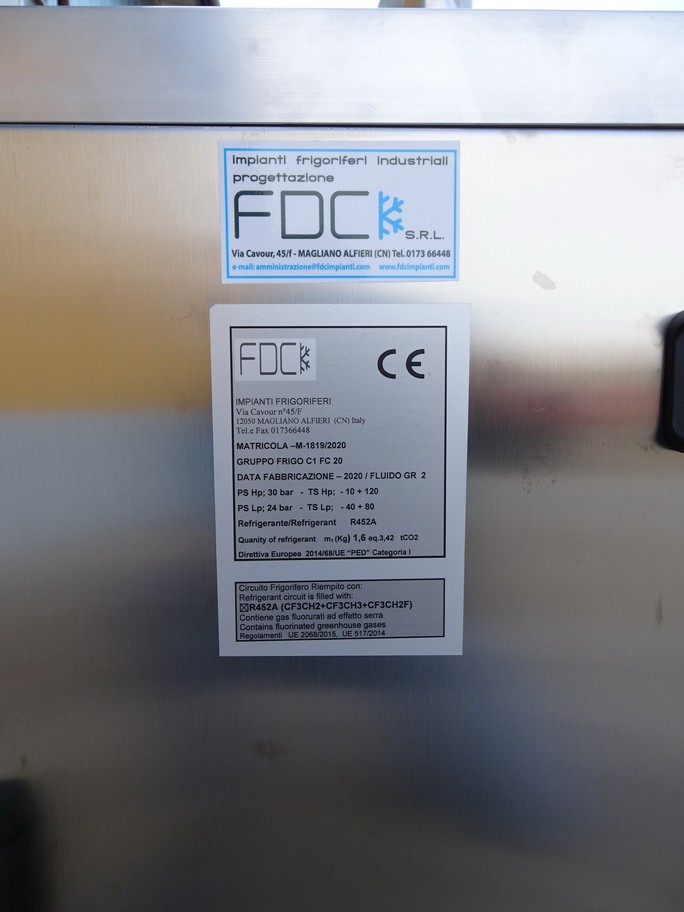 Impianti frigoriferi industriali
progettazione
FDC S.R.L.
Via Cavour, 45/f - MAGLIANO ALFIERI (CN) Tel. 0173 66448
e-mail: amministrazione@fdcimpianti.com www.fdcimpianti.com
FDC CE
IMPIANTI FRIGORIFERI
Via Cavour n°45/F
12050 MAGLIANO ALFIERI (CN) Italy
Tel.e Fax 017366448
MATRICOLA –M-1819/2020
GRUPPO FRIGO C1 FC 20
DATA FABBRICAZIONE – 2020 / FLUIDO GR 2
PS Hp; 30 bar - TS Hp; - 10 + 120
PS Lp; 24 bar - TS Lp; - 40 + 80
Refrigerante/Refrigerant R452A
Quanity of refrigerant m₁ (Kg) 1,6 eq.3,42 tCO2
Direttiva Europea 2014/68/UE "PED" Categoria I
Circuito Frigorifero Riempito con:
Refrigerant circuit is filled with:
☒R452A (CF3CH2+CF3CH3+CF3CH2F)
Contiene gas fluorurati ad effetto serra
Contains fluorinated greenhouse gases
Regolamenti UE 2068/2015, UE 517/2014